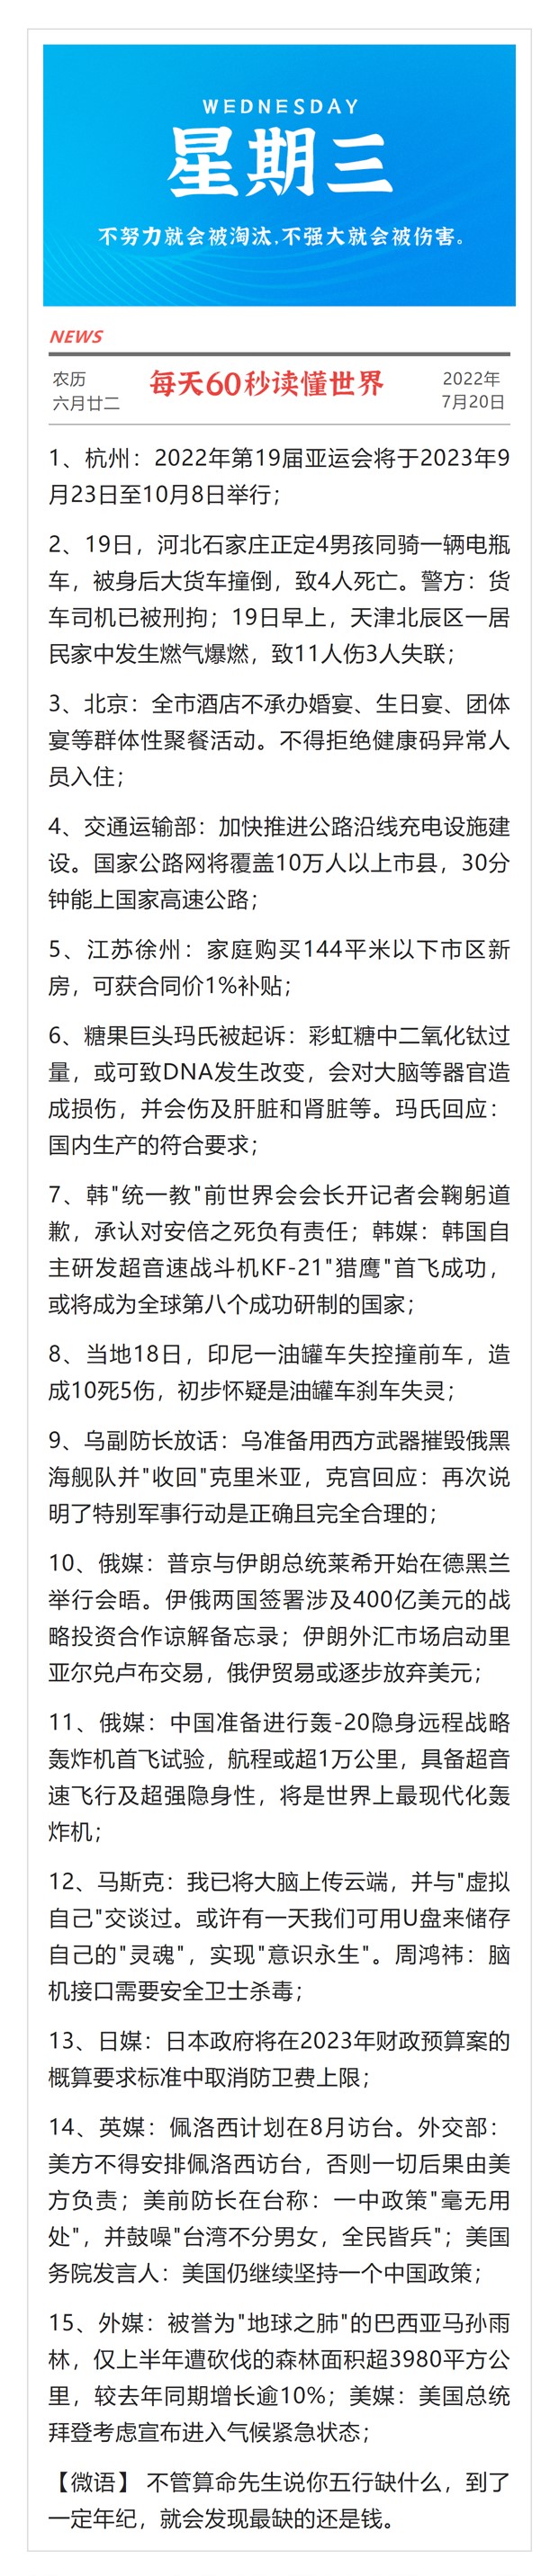 WEDNESDAY
星期三
不努力就会被淘汰,不强大就会被伤害。
NEWS
农历
六月廿二
每天60秒读懂世界
2022年
7月20日
1、杭州：2022年第19届亚运会将于2023年9
月23日至10月8日举行；
2、19日，河北石家庄正定4男孩同骑一辆电瓶
车，被身后大货车撞倒，致4人死亡。警方：货
车司机已被刑拘；19日早上，天津北辰区一居
民家中发生燃气爆燃，致11人伤3人失联；
3、北京：全市酒店不承办婚宴、生日宴、团体
宴等群体性聚餐活动。不得拒绝健康码异常人
员入住；
4、交通运输部：加快推进公路沿线充电设施建
设。国家公路网将覆盖10万人以上市县，30分
钟能上国家高速公路；
5、江苏徐州：家庭购买144平米以下市区新
房，可获合同价1%补贴；
6、糖果巨头玛氏被起诉：彩虹糖中二氧化钛过
量，或可致DNA发生改变，会对大脑等器官造
成损伤，并会伤及肝脏和肾脏等。玛氏回应：
国内生产的符合要求；
7、韩"统一教"前世界会会长开记者会鞠躬道
歉，承认对安倍之死负有责任；韩媒：韩国自
主研发超音速战斗机KF-21"猎鹰"首飞成功，
或将成为全球第八个成功研制的国家；
8、当地18日，印尼一油罐车失控撞前车，造
成10死5伤，初步怀疑是油罐车刹车失灵；
9、乌副防长放话：乌准备用西方武器摧毁俄黑
海舰队并"收回"克里米亚，克宫回应：再次说
明了特别军事行动是正确且完全合理的；
10、俄媒：普京与伊朗总统莱希开始在德黑兰
举行会晤。伊俄两国签署涉及400亿美元的战
略投资合作谅解备忘录；伊朗外汇市场启动里
亚尔兑卢布交易，俄伊贸易或逐步放弃美元；
11、俄媒：中国准备进行轰-20隐身远程战略
轰炸机首飞试验，航程或超1万公里，具备超音
速飞行及超强隐身性，将是世界上最现代化轰
炸机；
12、马斯克：我已将大脑上传云端，并与"虚拟
自己"交谈过。或许有一天我们可用U盘来储存
自己的"灵魂"，实现"意识永生"。周鸿祎：脑
机接口需要安全卫士杀毒；
13、日媒：日本政府将在2023年财政预算案的
概算要求标准中取消防卫费上限；
14、英媒：佩洛西计划在8月访台。外交部：
美方不得安排佩洛西访台，否则一切后果由美
方负责；美前防长在台称：一中政策"毫无用
处"，并鼓噪"台湾不分男女，全民皆兵"；美国
务院发言人：美国仍继续坚持一个中国政策；
15、外媒：被誉为"地球之肺"的巴西亚马孙雨
林，仅上半年遭砍伐的森林面积超3980平方公
里，较去年同期增长逾10%；美媒：美国总统
拜登考虑宣布进入气候紧急状态；
【微语】 不管算命先生说你五行缺什么，到了
一定年纪，就会发现最缺的还是钱。